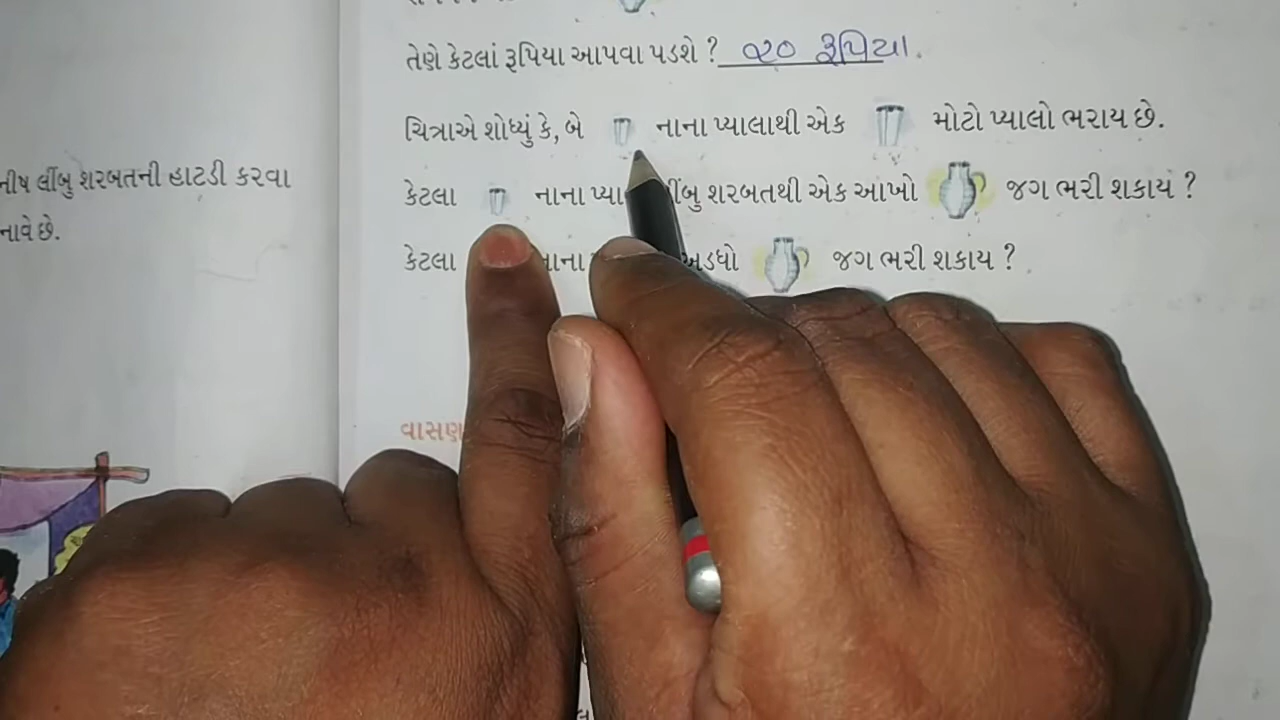 લીંબુ શરબતની હાટડી કરવા
નાવે છે.
તેણે કેટલાં રૂપિયા આપવા પડશે ? ૨૦ રૂપિયા.
ચિત્રાએ શોધ્યું કે, બે નાના પ્યાલાથી એક મોટો પ્યાલો ભરાય છે.
કેટલા નાના શરબતથી એક આખો જગ ભરી શકાય ?
કેટલા અડધો જગ ભરી શકાય ?
વાસણ